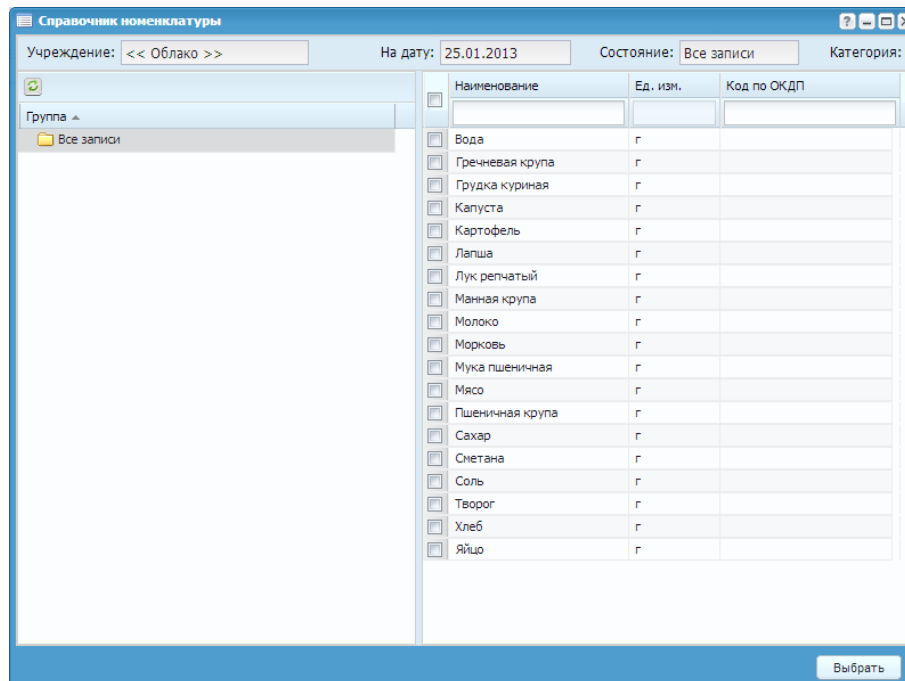 Справочник номенклатуры
Учреждение: << Облако >> На дату: 25.01.2013 Состояние: Все записи Категория:
Группа
Все записи
Наименование Ед. изм. Код по ОКДП
Вода г
Гречневая крупа г
Грудка куриная г
Капуста г
Картофель г
Лапша г
Лук репчатый г
Манная крупа г
Молоко г
Морковь г
Мука пшеничная г
Мясо г
Пшеничная крупа г
Сахар г
Сметана г
Соль г
Творог г
Хлеб г
Яйцо г
Выбрать